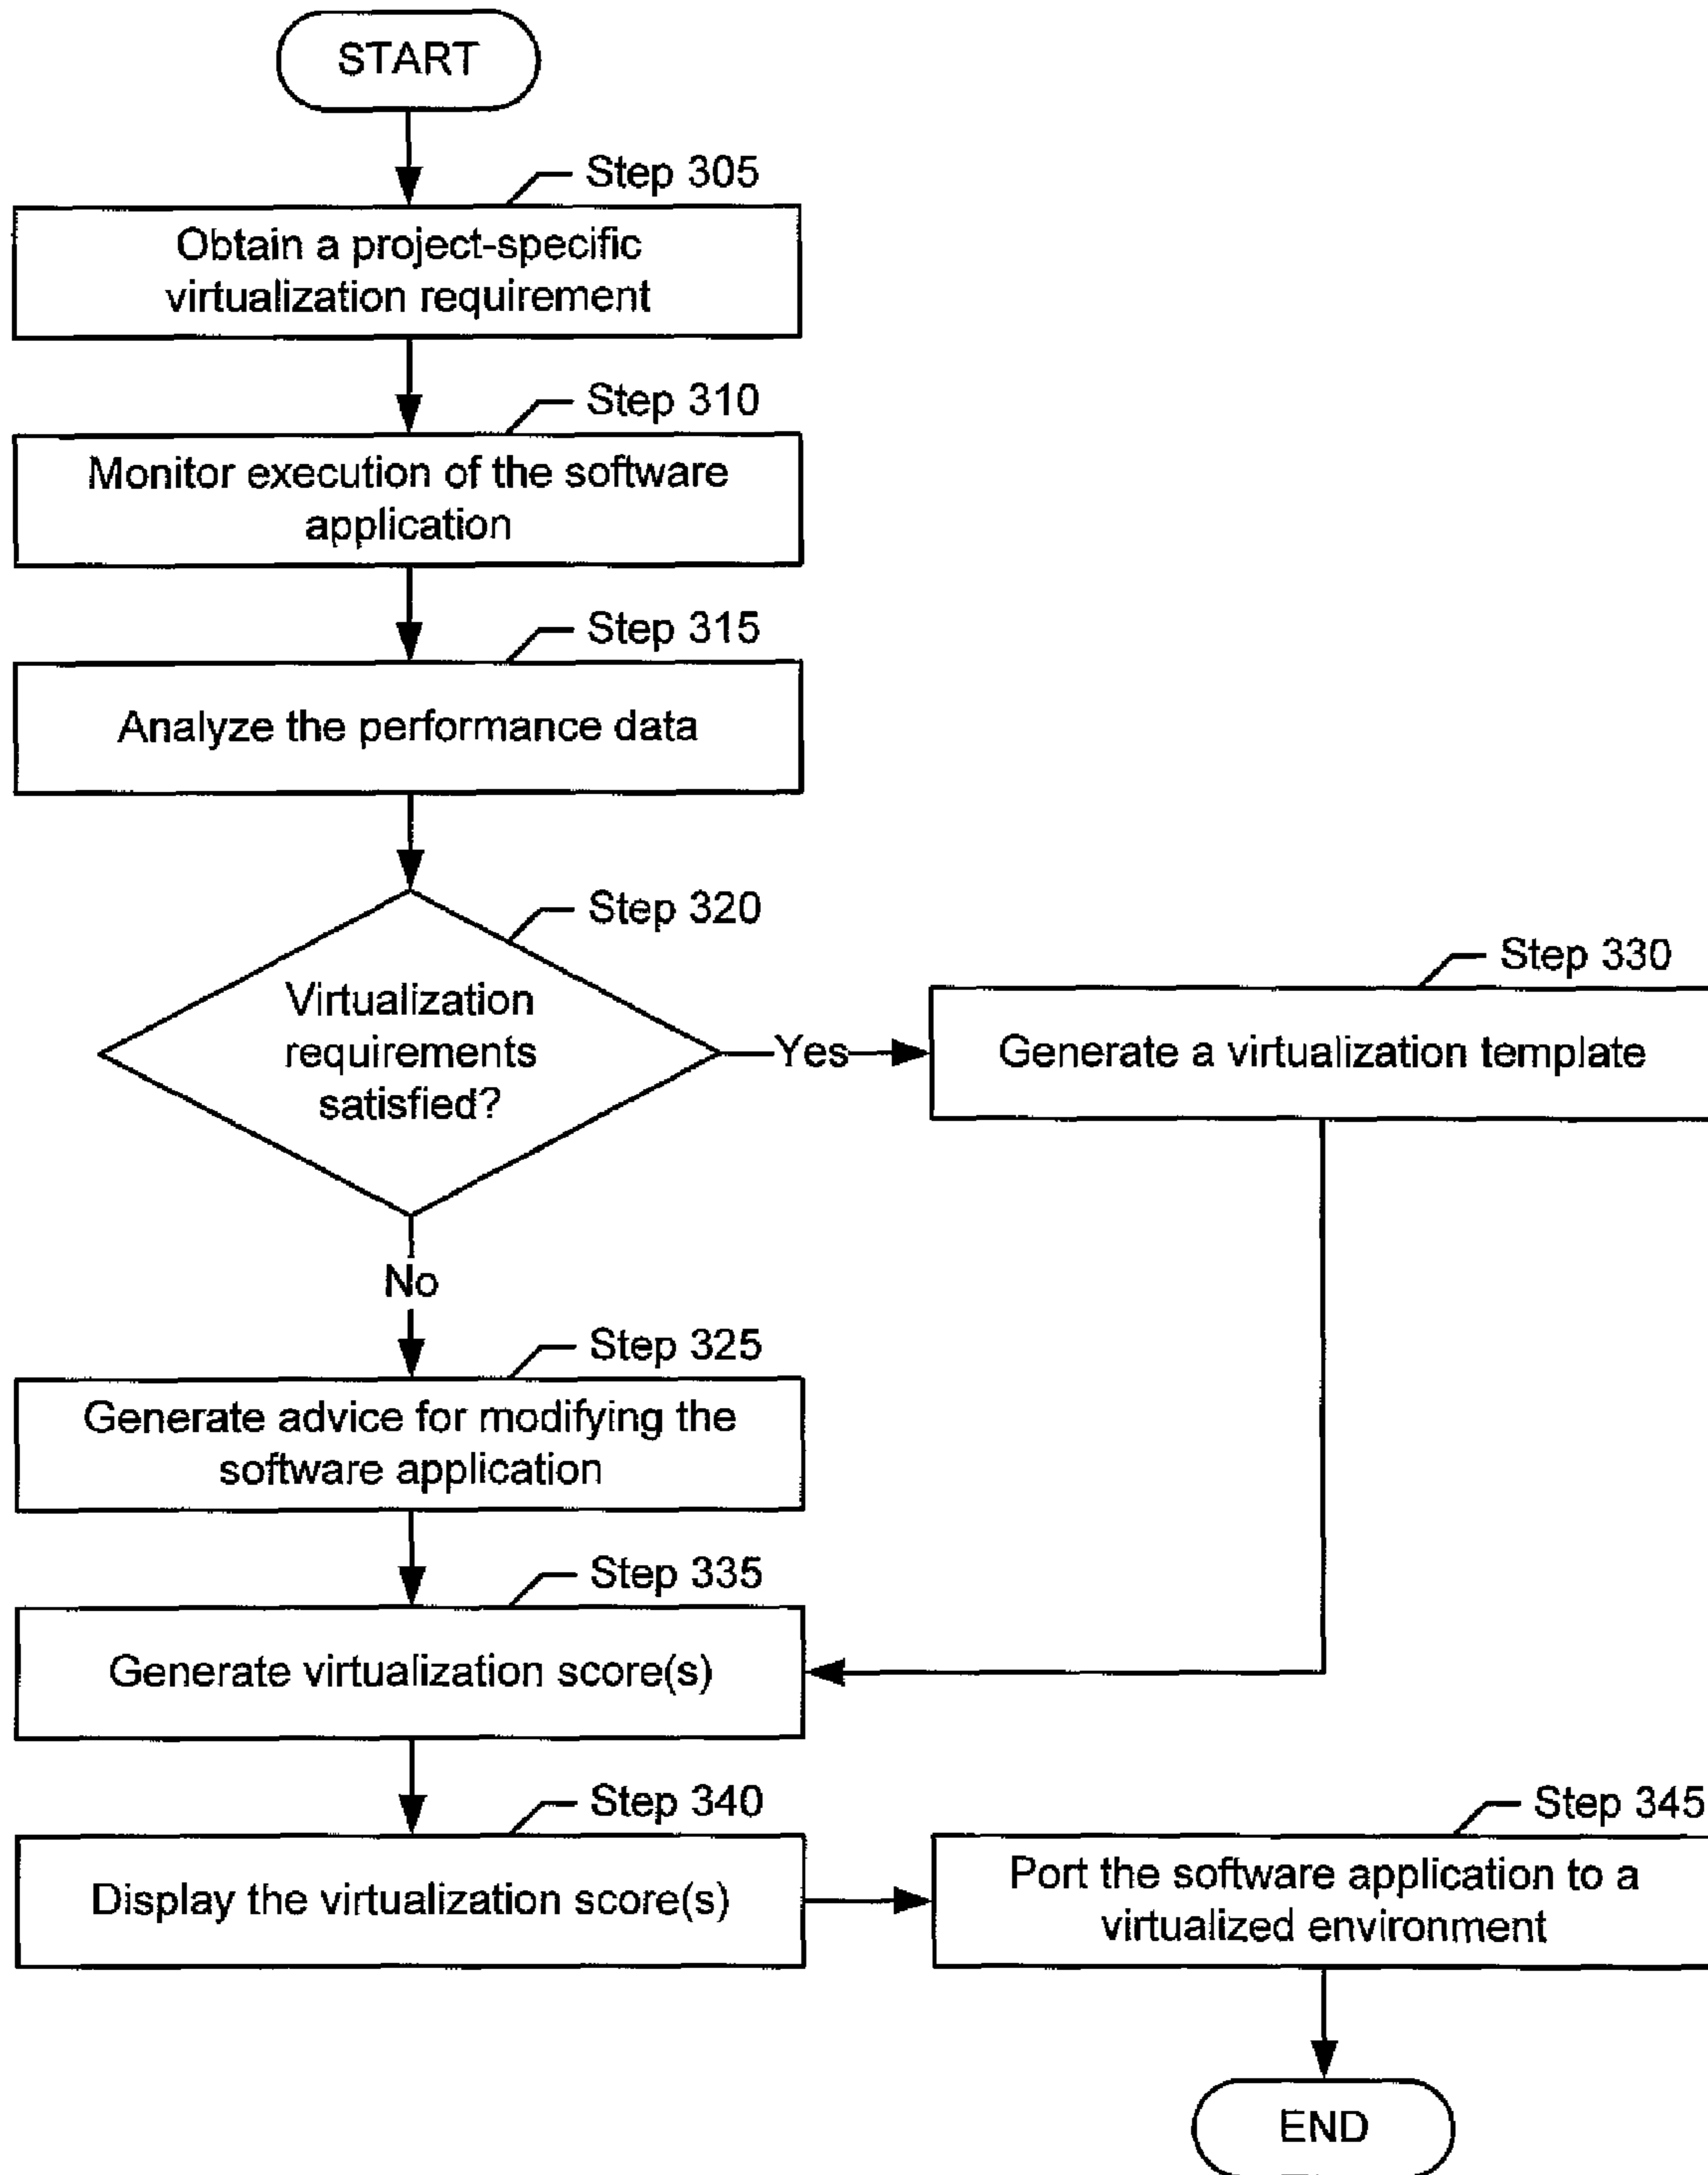 START
Step 305
Obtain a project-specific
virtualization requirement
Step 310
Monitor execution of the software
application
Step 315
Analyze the performance data
Step 320
Virtualization
requirements
satisfied?
Yes
Step 330
Generate a virtualization template
No
Step 325
Generate advice for modifying the
software application
Step 335
Generate virtualization score(s)
Step 340
Display the virtualization score(s)
Step 345
Port the software application to a
virtualized environment
END